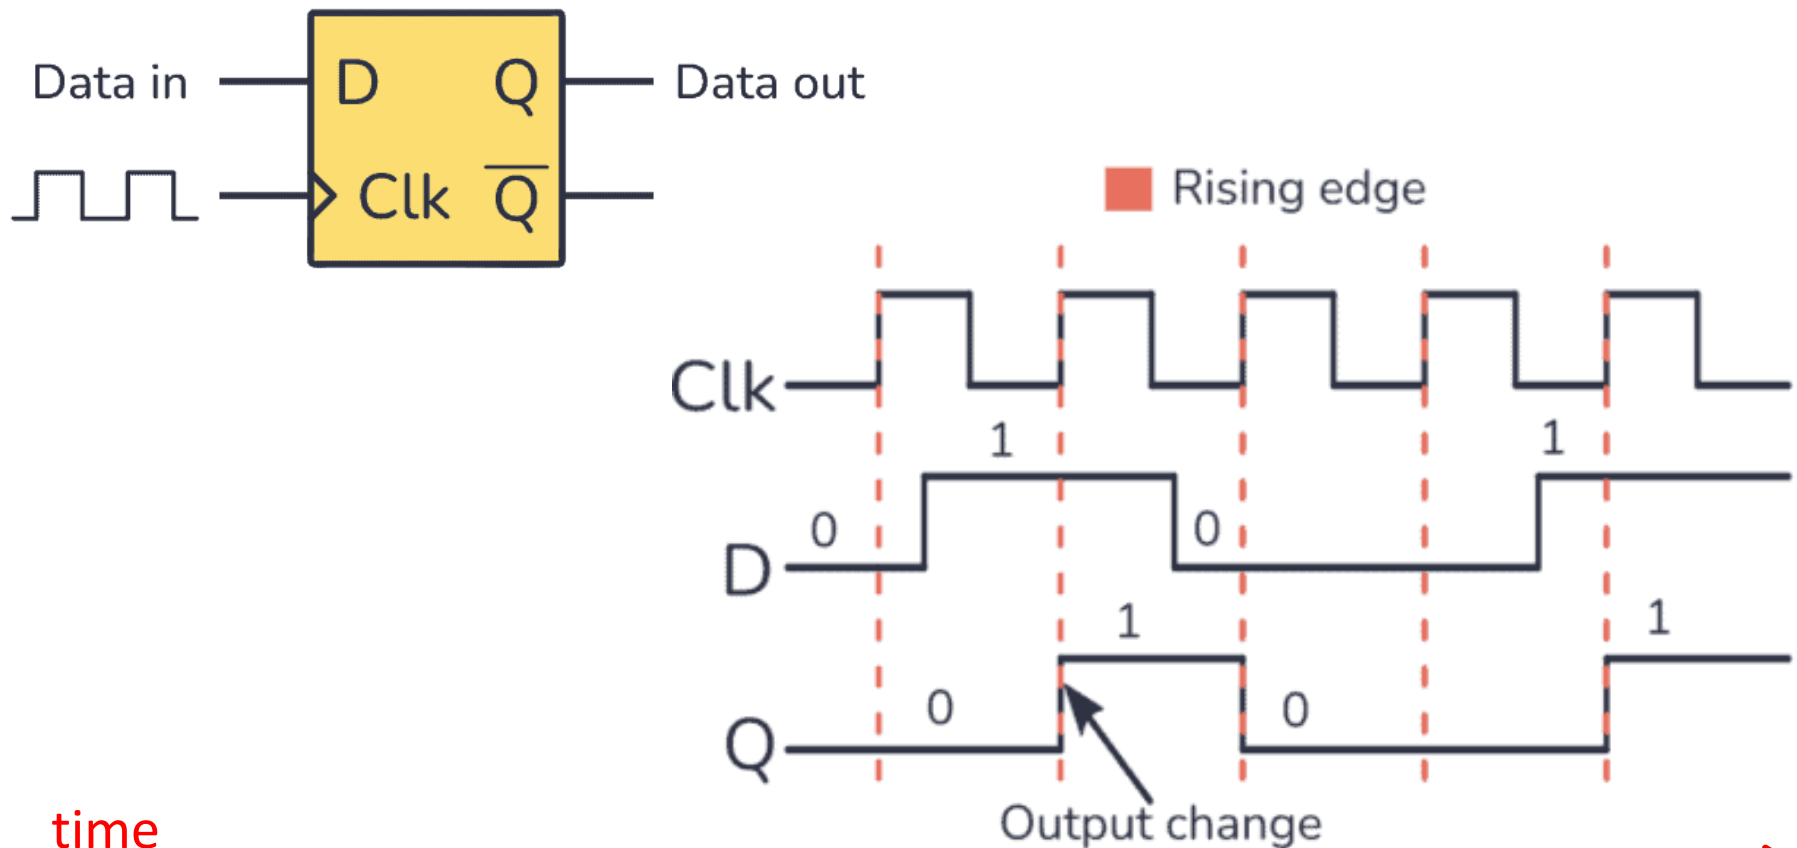 Data in
D
Q
Data out
Clk
Q̅
Rising edge
Clk
1
1
0
0
D
1
1
0
0
Q
Output change
time